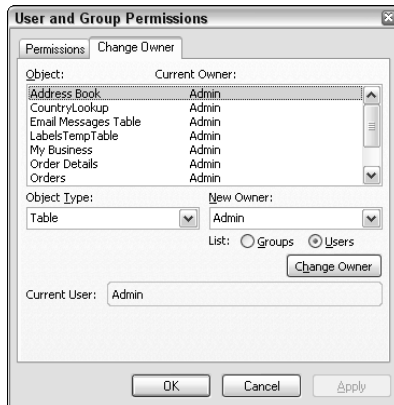 User and Group Permissions
Permissions Change Owner
Object: Current Owner:
Address Book Admin
CountryLookup Admin
Email Messages Table Admin
LabelsTempTable Admin
My Business Admin
Order Details Admin
Orders Admin
Object Type: New Owner:
Table Admin
List: Groups Users
Change Owner
Current User: Admin
OK Cancel Apply